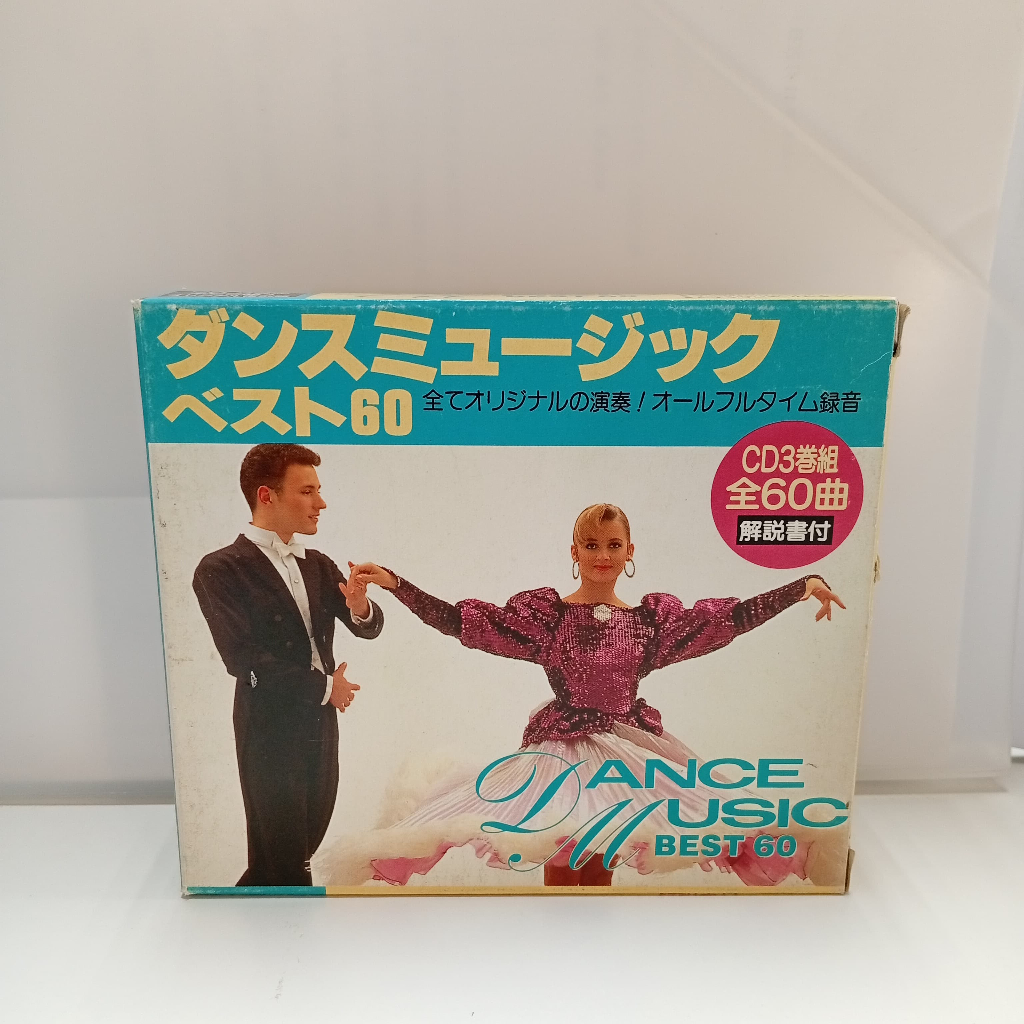 ダンスミュージック
ベスト60
全てオリジナルの演奏！オールフルタイム録音
CD3巻組
全60曲
解説書付
DANCE
MUSIC
BEST 60